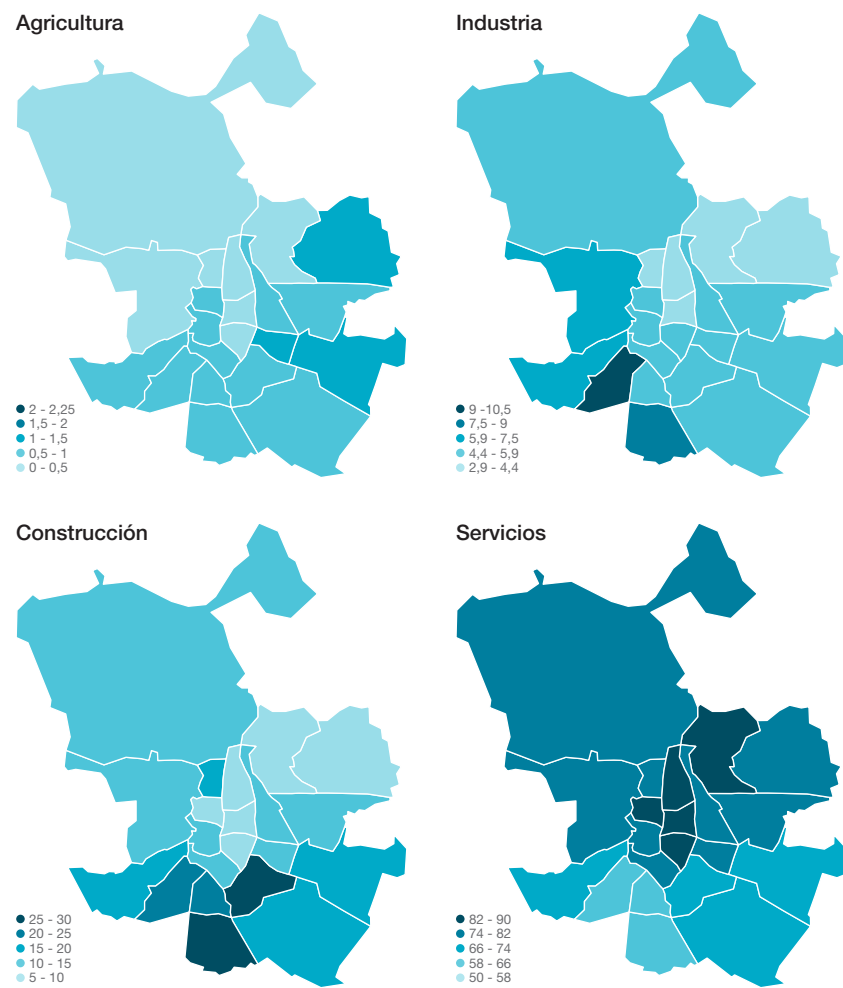 Agricultura
2 - 2,25
1,5 - 2
1 - 1,5
0,5 - 1
0 - 0,5
Industria
9 -10,5
7,5 - 9
5,9 - 7,5
4,4 - 5,9
2,9 - 4,4
Construcción
25 - 30
20 - 25
15 - 20
10 - 15
5 - 10
Servicios
82 - 90
74 - 82
66 - 74
58 - 66
50 - 58